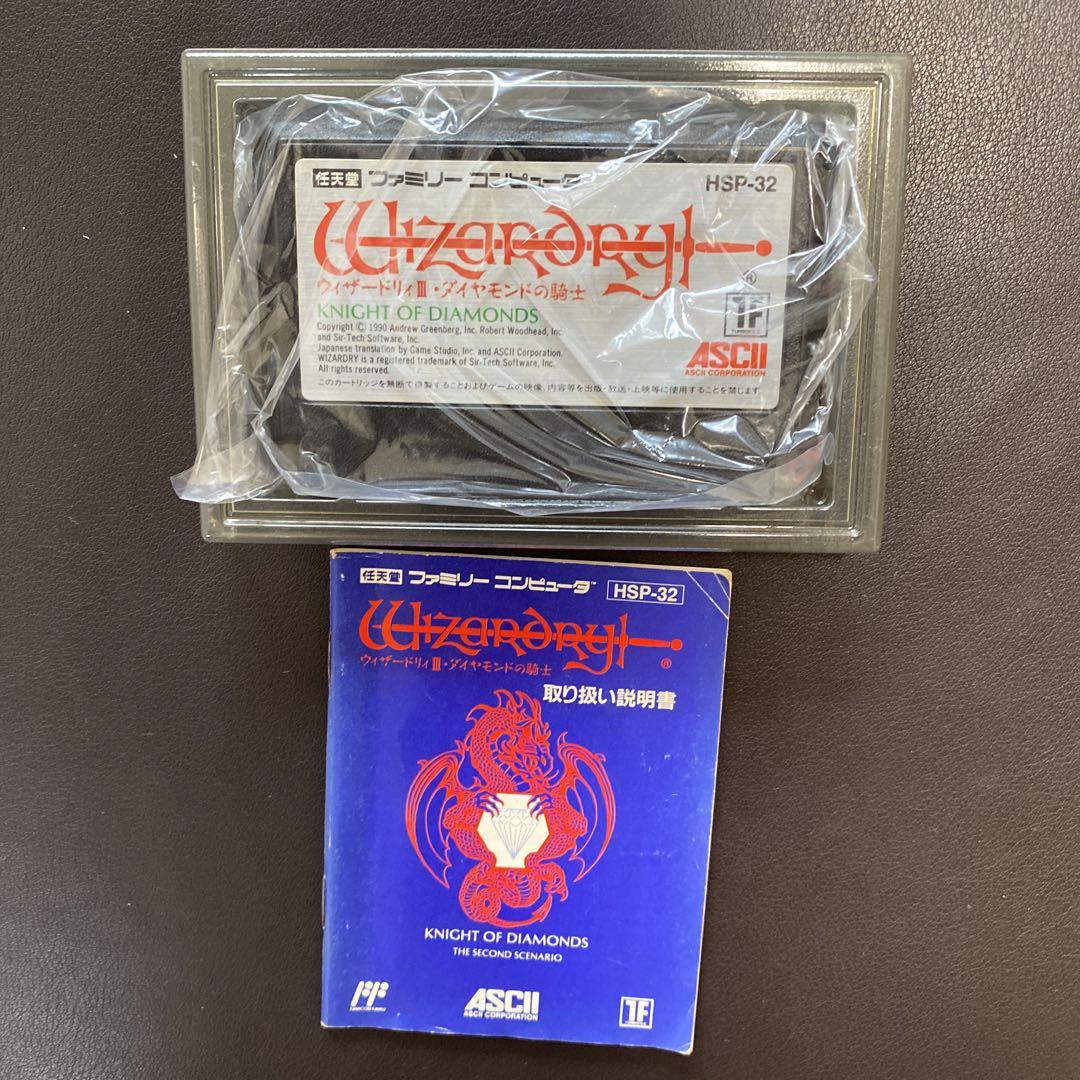 任天堂 ファミリー コンピュータ HSP-32
Wizardry
®
ウィザードリィⅢ・ダイヤモンドの騎士
KNIGHT OF DIAMONDS
Copyright © 1990 Andrew Greenberg, Inc. Robert Woodhead, Inc.
and Sir-Tech Software, Inc.
Japanese translation by Game Studio, Inc. and ASCII Corporation.
WIZARDRY is a registered trademark of Sir-Tech Software, Inc.
All rights reserved.
TF
ASCII
ASCII CORPORATION
このカートリッジを無断で複製することおよびゲームの映像、内容等を出版・放送・上映等に使用することを禁じます
任天堂 ファミリー コンピュータ™ HSP-32
Wizardry
®
ウィザードリィⅢ・ダイヤモンドの騎士
取り扱い説明書
KNIGHT OF DIAMONDS
THE SECOND SCENARIO
ASCII
ASCII CORPORATION
TF